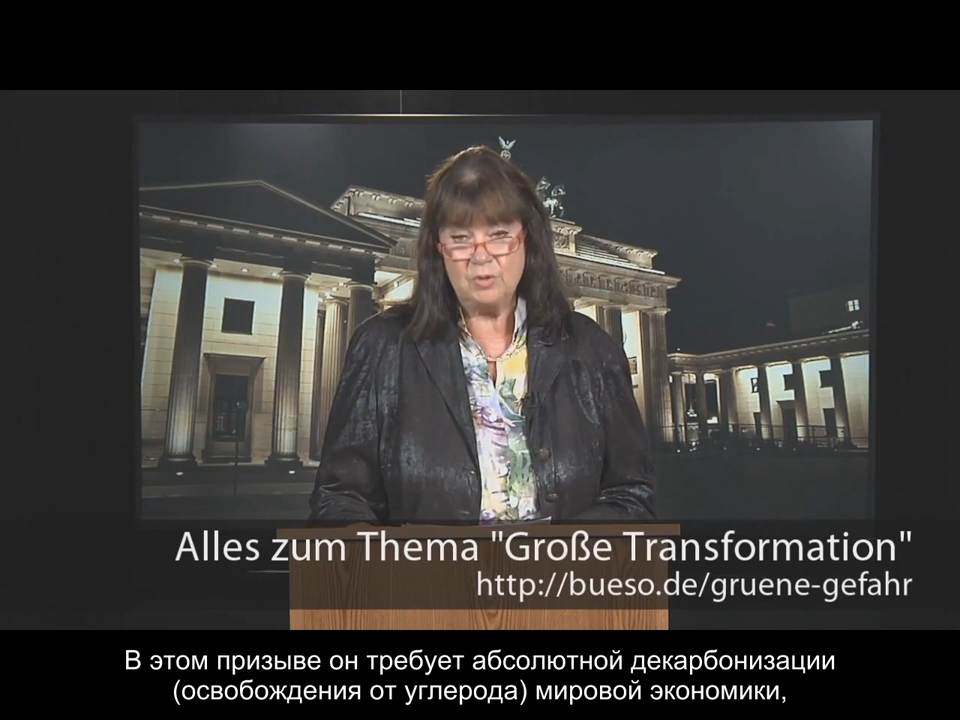 Alles zum Thema "Große Transformation"
http://bueso.de/gruene-gefahr
В этом призыве он требует абсолютной декарбонизации
(освобождения от углерода) мировой экономики,